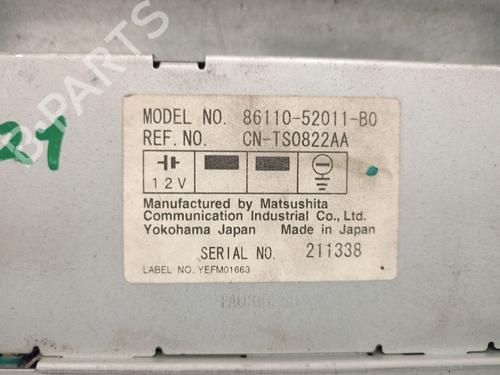 MODEL NO. 86110-52011-B0
REF. NO. CN-TS0822AA
12V
Manufactured by Matsushita
Communication Industrial Co., Ltd.
Yokohama Japan Made in Japan
SERIAL NO. 211338
LABEL NO. YEFM01663